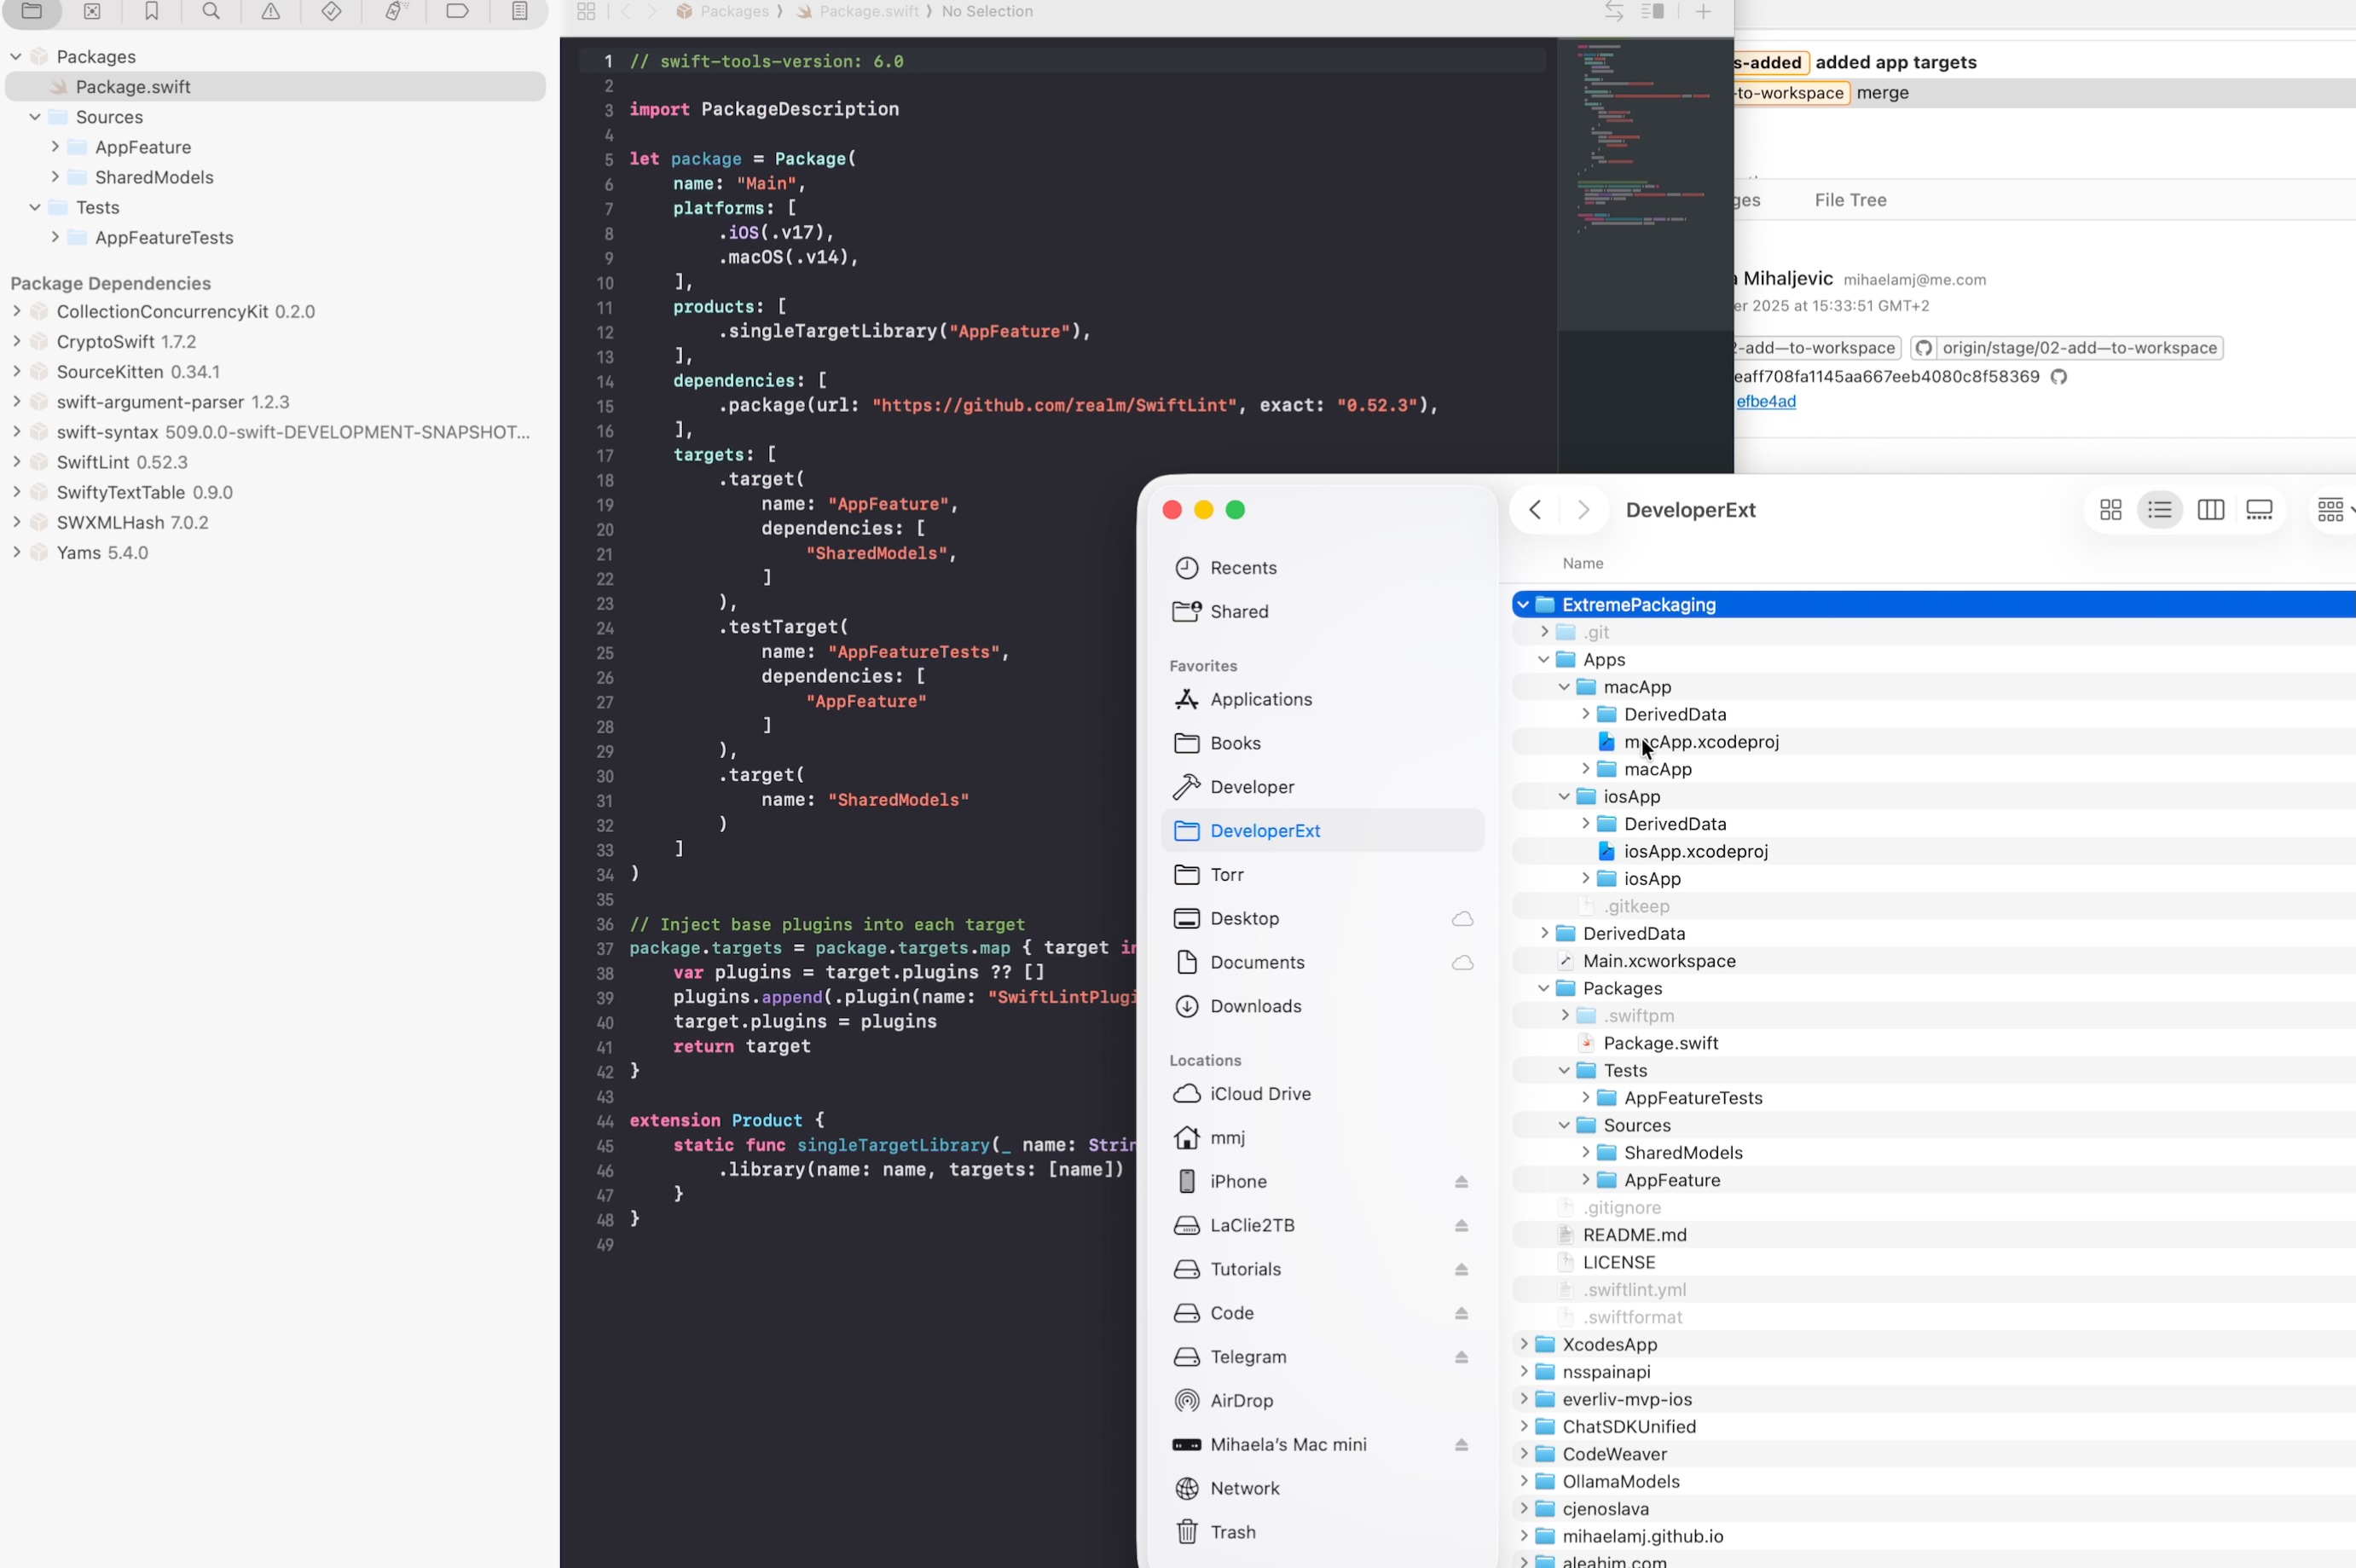 Packages
Package.swift
Sources
AppFeature
SharedModels
Tests
AppFeatureTests
Package Dependencies
CollectionConcurrencyKit 0.2.0
CryptoSwift 1.7.2
SourceKitten 0.34.1
swift-argument-parser 1.2.3
swift-syntax 509.0.0-swift-DEVELOPMENT-SNAPSHOT...
SwiftLint 0.52.3
SwiftyTextTable 0.9.0
SWXMLHash 7.0.2
Yams 5.4.0
Packages 〉 Package.swift 〉 No Selection
1 // swift-tools-version: 6.0
2
3 import PackageDescription
4
5 let package = Package(
6 name: "Main",
7 platforms: [
8 .iOS(.v17),
9 .macOS(.v14),
10 ],
11 products: [
12 .singleTargetLibrary("AppFeature"),
13 ],
14 dependencies: [
15 .package(url: "https://github.com/realm/SwiftLint", exact: "0.52.3"),
16 ],
17 targets: [
18 .target(
19 name: "AppFeature",
20 dependencies: [
21 "SharedModels",
22 ]
23 ),
24 .testTarget(
25 name: "AppFeatureTests",
26 dependencies: [
27 "AppFeature"
28 ]
29 ),
30 .target(
31 name: "SharedModels"
32 )
33 ]
34 )
35
36 // Inject base plugins into each target
37 package.targets = package.targets.map { target in
38 var plugins = target.plugins ?? []
39 plugins.append(.plugin(name: "SwiftLintPlugi
40 target.plugins = plugins
41 return target
42 }
43
44 extension Product {
45 static func singleTargetLibrary(_ name: Strin
46 .library(name: name, targets: [name])
47 }
48 }
49
s-added added app targets
-to-workspace merge
ges File Tree
Mihaljevic mihaelamj@me.com
er 2025 at 15:33:51 GMT+2
2-add—to-workspace origin/stage/02-add—to-workspace
eaff708fa1145aa667eeb4080c8f58369
efbe4ad
Recents
Shared
Favorites
Applications
Books
Developer
DeveloperExt
Torr
Desktop
Documents
Downloads
Locations
iCloud Drive
mmj
iPhone
LaClie2TB
Tutorials
Code
Telegram
AirDrop
Mihaela’s Mac mini
Network
Trash
DeveloperExt
Name
ExtremePackaging
.git
Apps
macApp
DerivedData
macApp.xcodeproj
macApp
iosApp
DerivedData
iosApp.xcodeproj
iosApp
.gitkeep
DerivedData
Main.xcworkspace
Packages
.swiftpm
Package.swift
Tests
AppFeatureTests
Sources
SharedModels
AppFeature
.gitignore
README.md
LICENSE
.swiftlint.yml
.swiftformat
XcodesApp
nsspainapi
everliv-mvp-ios
ChatSDKUnified
CodeWeaver
OllamaModels
cjenoslava
mihaelamj.github.io
aleahim.com